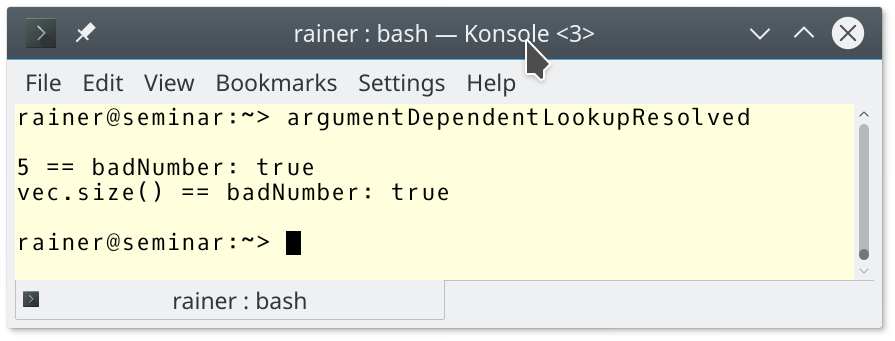 rainer : bash — Konsole <3>
File Edit View Bookmarks Settings Help
rainer@seminar:~> argumentDependentLookupResolved
5 == badNumber: true
vec.size() == badNumber: true
rainer@seminar:~>
rainer : bash